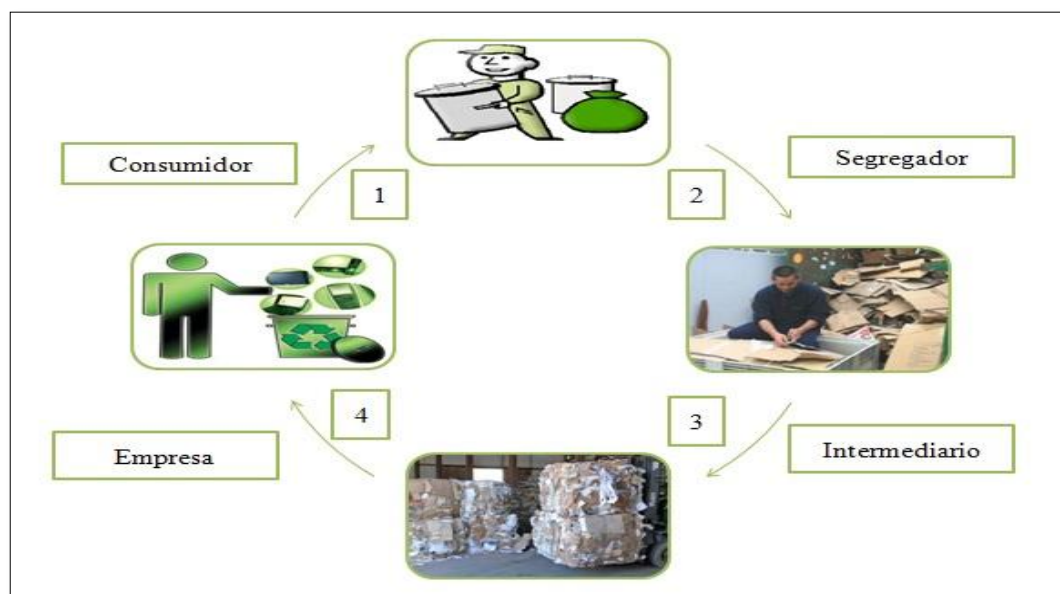 Consumidor
Segregador
1
2
4
3
Empresa
Intermediario